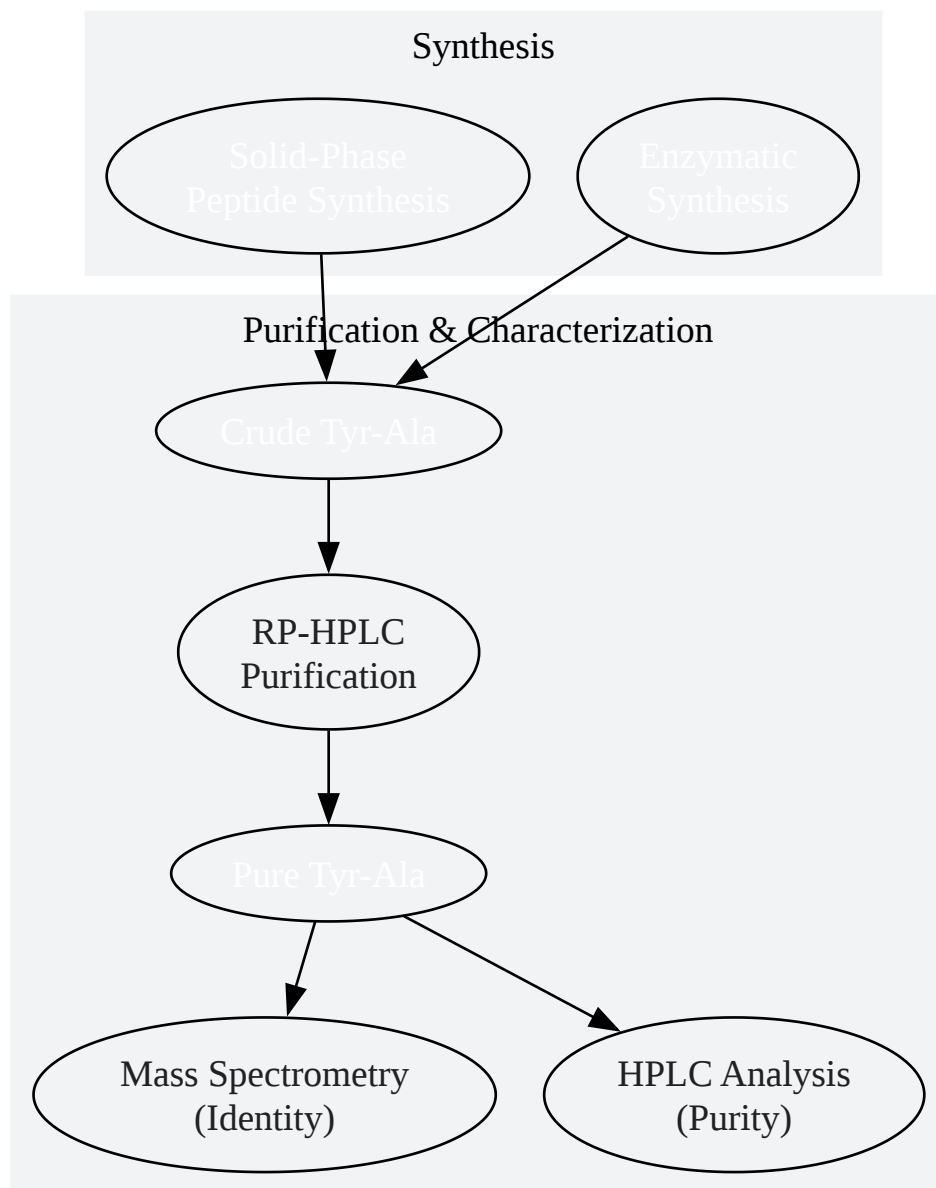 Synthesis
Solid-Phase
Peptide Synthesis
Enzymatic
Synthesis
Purification & Characterization
Crude Tyr-Ala
RP-HPLC
Purification
Pure Tyr-Ala
Mass Spectrometry
(Identity)
HPLC Analysis
(Purity)